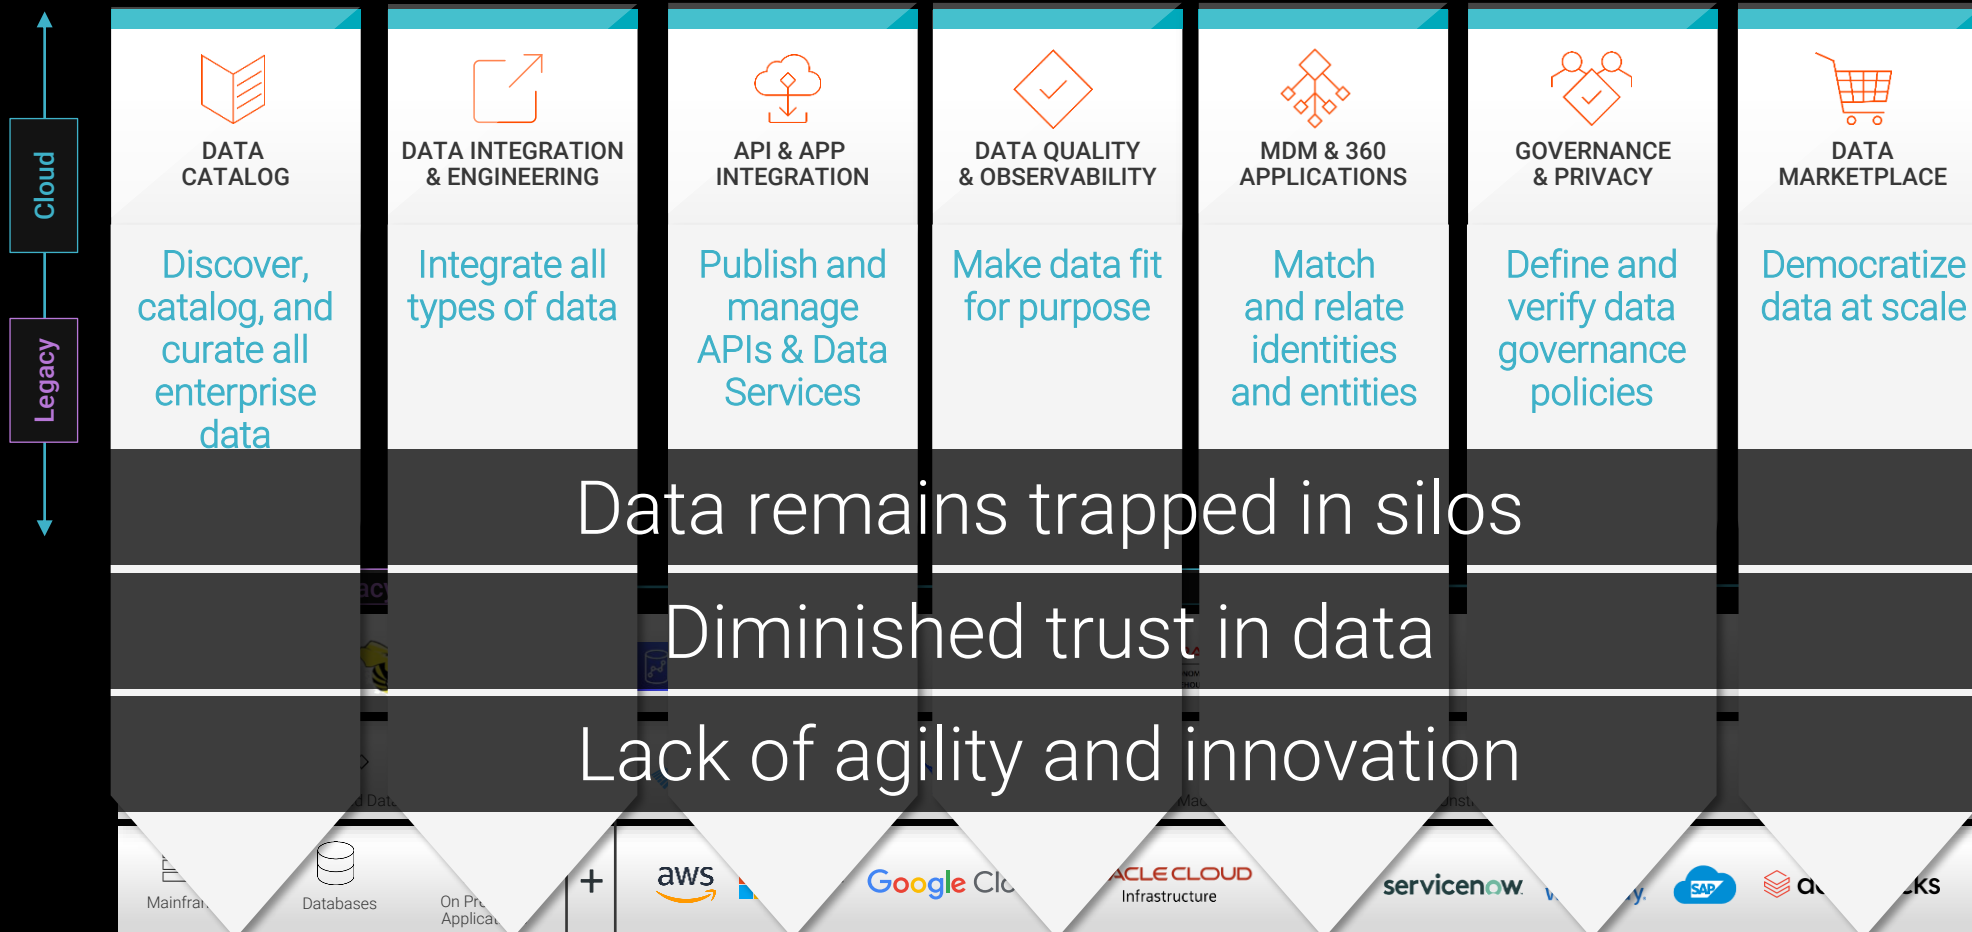 Cloud
Legacy
DATA
CATALOG
Discover,
catalog, and
curate all
enterprise
data
DATA INTEGRATION
& ENGINEERING
Integrate all
types of data
API & APP
INTEGRATION
Publish and
manage
APIs & Data
Services
DATA QUALITY
& OBSERVABILITY
Make data fit
for purpose
MDM & 360
APPLICATIONS
Match
and relate
identities
and entities
GOVERNANCE
& PRIVACY
Define and
verify data
governance
policies
DATA
MARKETPLACE
Democratize
data at scale
Data remains trapped in silos
Diminished trust in data
Lack of agility and innovation
Databases
On
+
aws
Google
CLOUD
Infrastructure
servicenow
SAP